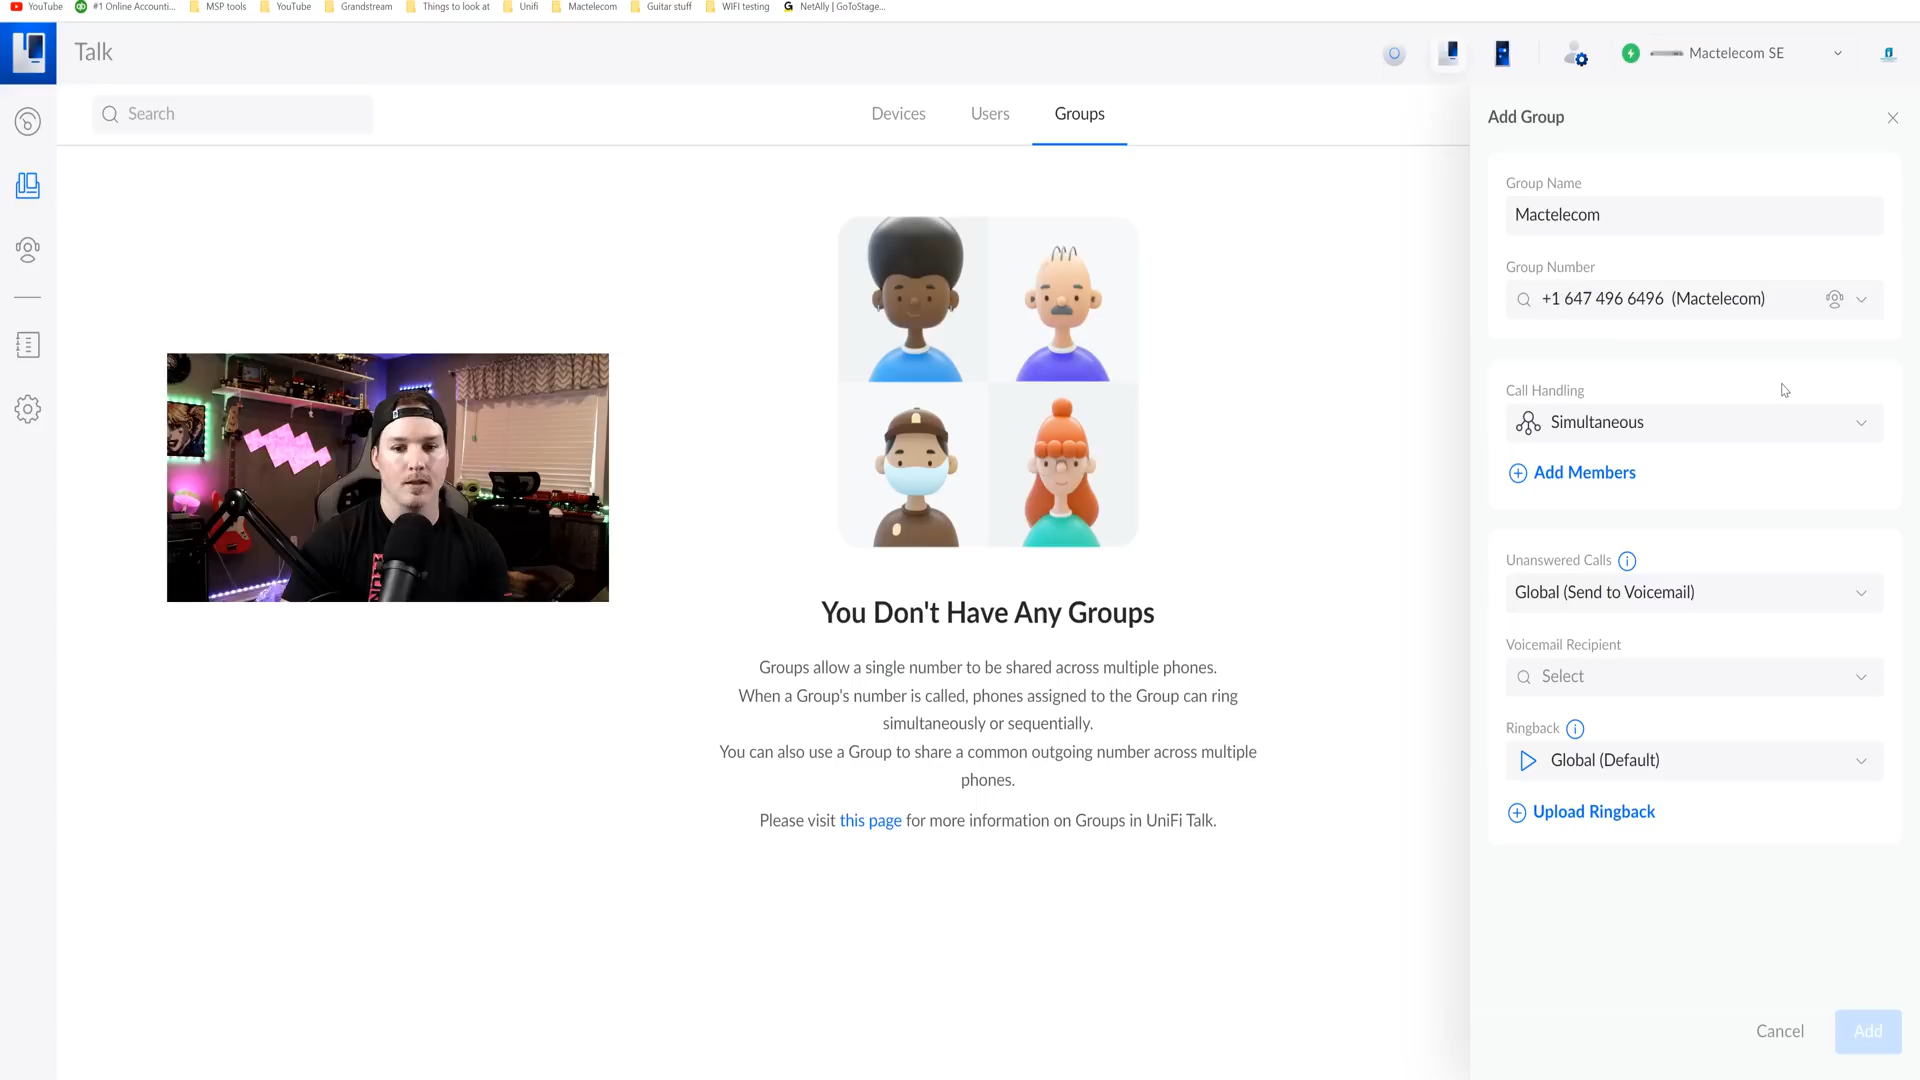 YouTube
#1 Online Accounti...
MSP tools
YouTube
Grandstream
Things to look at
Unifi
Mactelecom
Guitar stuff
WIFI testing
NetAlly | GoToStage...
Talk
Mactelecom SE
Search
Devices
Users
Groups
Add Group
Group Name
Mactelecom
Group Number
+1 647 496 6496 (Mactelecom)
Call Handling
Simultaneous
Add Members
Unanswered Calls
Global (Send to Voicemail)
Voicemail Recipient
Select
Ringback
Global (Default)
Upload Ringback
Cancel
Add
You Don't Have Any Groups
Groups allow a single number to be shared across multiple phones.
When a Group's number is called, phones assigned to the Group can ring
simultaneously or sequentially.
You can also use a Group to share a common outgoing number across multiple
phones.
Please visit this page for more information on Groups in UniFi Talk.